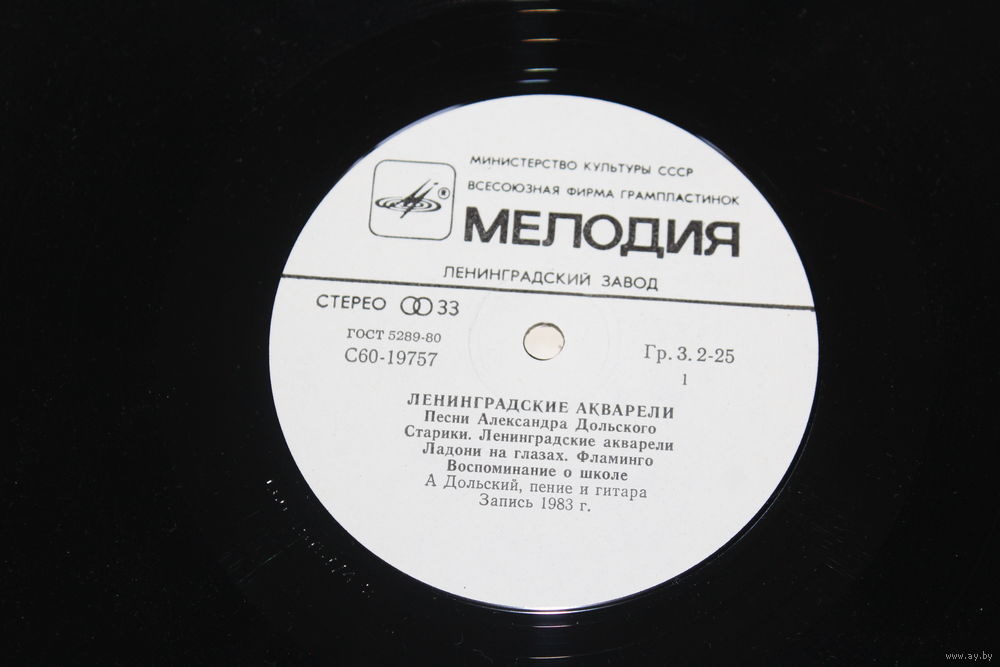 МИНИСТЕРСТВО КУЛЬТУРЫ СССР
ВСЕСОЮЗНАЯ ФИРМА ГРАМПЛАСТИНОК
®
МЕЛОДИЯ
ЛЕНИНГРАДСКИЙ ЗАВОД
СТЕРЕО 33
ГОСТ 5289-80
С60-19757
Гр. 3. 2-25
1
ЛЕНИНГРАДСКИЕ АКВАРЕЛИ
Песни Александра Дольского
Старики. Ленинградские акварели
Ладони на глазах. Фламинго
Воспоминание о школе
А Дольский, пение и гитара
Запись 1983 г.
www.ay.by